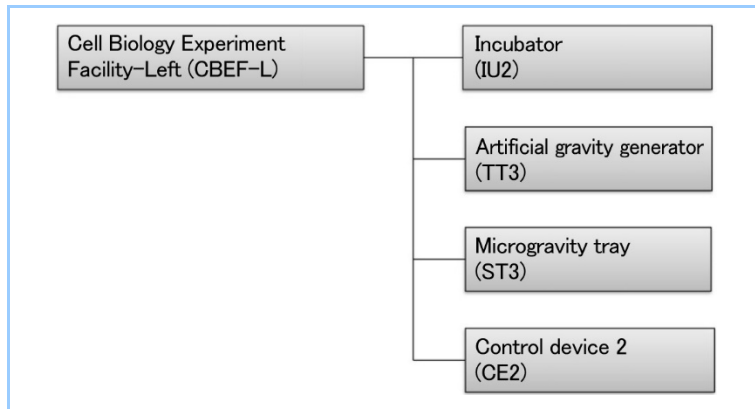 Cell Biology Experiment
Facility-Left (CBEF-L)
Incubator
(IU2)
Artificial gravity generator
(TT3)
Microgravity tray
(ST3)
Control device 2
(CE2)